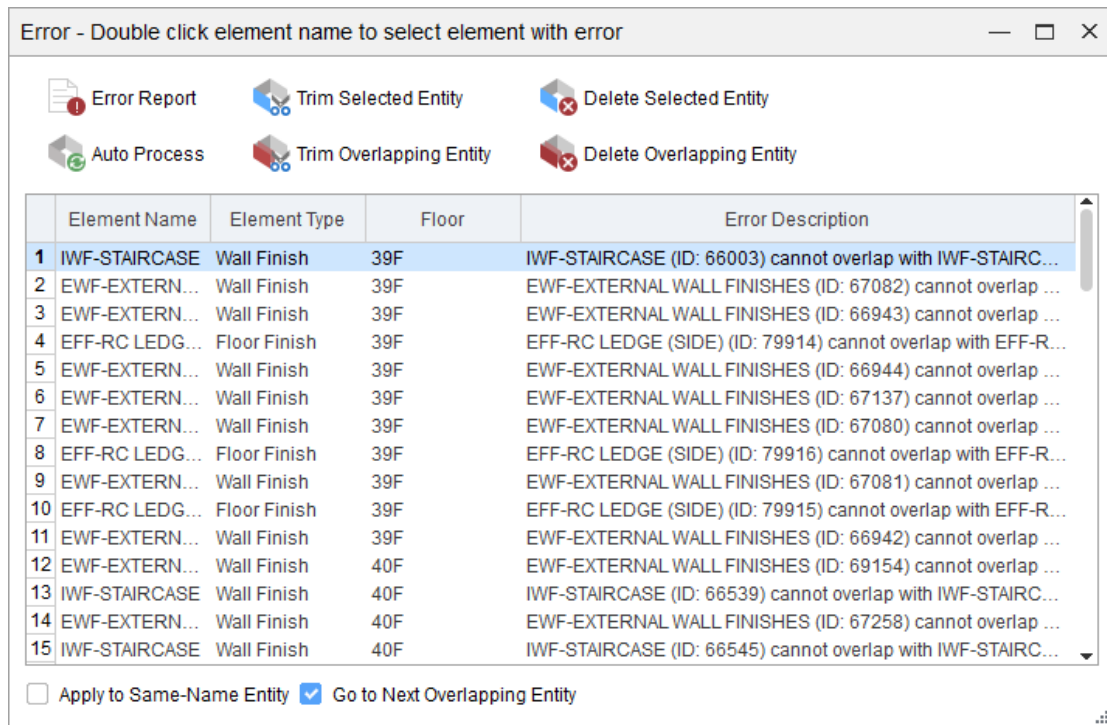 Error - Double click element name to select element with error
Error Report Trim Selected Entity Delete Selected Entity
Auto Process Trim Overlapping Entity Delete Overlapping Entity
Element Name Element Type Floor Error Description
1 IWF-STAIRCASE Wall Finish 39F IWF-STAIRCASE (ID: 66003) cannot overlap with IWF-STAIRC...
2 EWF-EXTERN... Wall Finish 39F EWF-EXTERNAL WALL FINISHES (ID: 67082) cannot overlap ...
3 EWF-EXTERN... Wall Finish 39F EWF-EXTERNAL WALL FINISHES (ID: 66943) cannot overlap ...
4 EFF-RC LEDG... Floor Finish 39F EFF-RC LEDGE (SIDE) (ID: 79914) cannot overlap with EFF-R...
5 EWF-EXTERN... Wall Finish 39F EWF-EXTERNAL WALL FINISHES (ID: 66944) cannot overlap ...
6 EWF-EXTERN... Wall Finish 39F EWF-EXTERNAL WALL FINISHES (ID: 67137) cannot overlap ...
7 EWF-EXTERN... Wall Finish 39F EWF-EXTERNAL WALL FINISHES (ID: 67080) cannot overlap ...
8 EFF-RC LEDG... Floor Finish 39F EFF-RC LEDGE (SIDE) (ID: 79916) cannot overlap with EFF-R...
9 EWF-EXTERN... Wall Finish 39F EWF-EXTERNAL WALL FINISHES (ID: 67081) cannot overlap ...
10 EFF-RC LEDG... Floor Finish 39F EFF-RC LEDGE (SIDE) (ID: 79915) cannot overlap with EFF-R...
11 EWF-EXTERN... Wall Finish 39F EWF-EXTERNAL WALL FINISHES (ID: 66942) cannot overlap ...
12 EWF-EXTERN... Wall Finish 40F EWF-EXTERNAL WALL FINISHES (ID: 69154) cannot overlap ...
13 IWF-STAIRCASE Wall Finish 40F IWF-STAIRCASE (ID: 66539) cannot overlap with IWF-STAIRC...
14 EWF-EXTERN... Wall Finish 40F EWF-EXTERNAL WALL FINISHES (ID: 67258) cannot overlap ...
15 IWF-STAIRCASE Wall Finish 40F IWF-STAIRCASE (ID: 66545) cannot overlap with IWF-STAIRC...
Apply to Same-Name Entity Go to Next Overlapping Entity